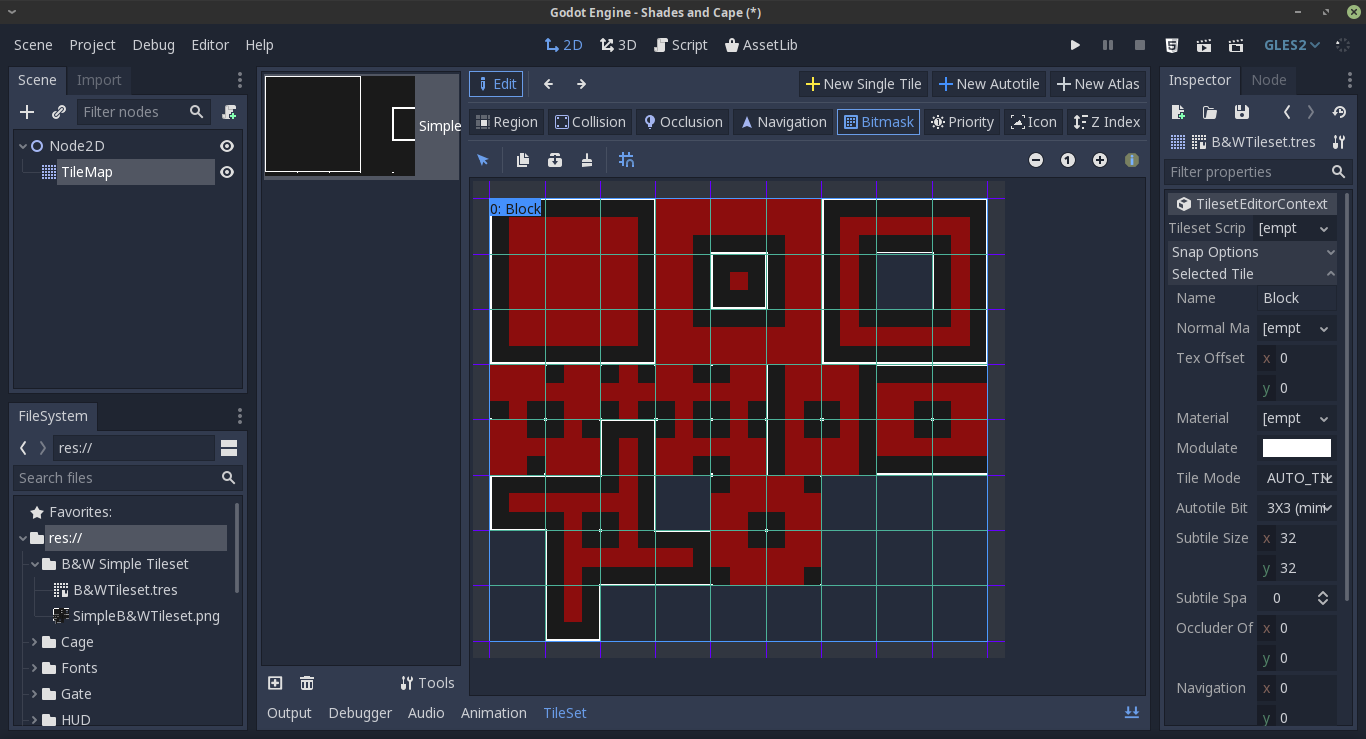 Godot Engine - Shades and Cape (*)
Scene Project Debug Editor Help
2D 3D Script AssetLib
GLES2
Scene Import
Filter nodes
Node2D
TileMap
FileSystem
res://
Search files
Favorites:
res://
B&W Simple Tileset
B&WTileset.tres
SimpleB&WTileset.png
Cage
Fonts
Gate
HUD
Simple
Tools
Edit
New Single Tile New Autotile New Atlas
Region Collision Occlusion Navigation Bitmask Priority Icon Z Index
1
0: Block
Output Debugger Audio Animation TileSet
Inspector Node
B&WTileset.tres
Filter properties
TilesetEditorContext
Tileset Scrip [empt
Snap Options
Selected Tile
Name Block
Normal Ma [empt
Tex Offset x 0
y 0
Material [empt
Modulate
Tile Mode AUTO_TIL
Autotile Bit 3X3 (mini
Subtile Size x 32
y 32
Subtile Spa 0
Occluder Of x 0
y 0
Navigation x 0
y 0